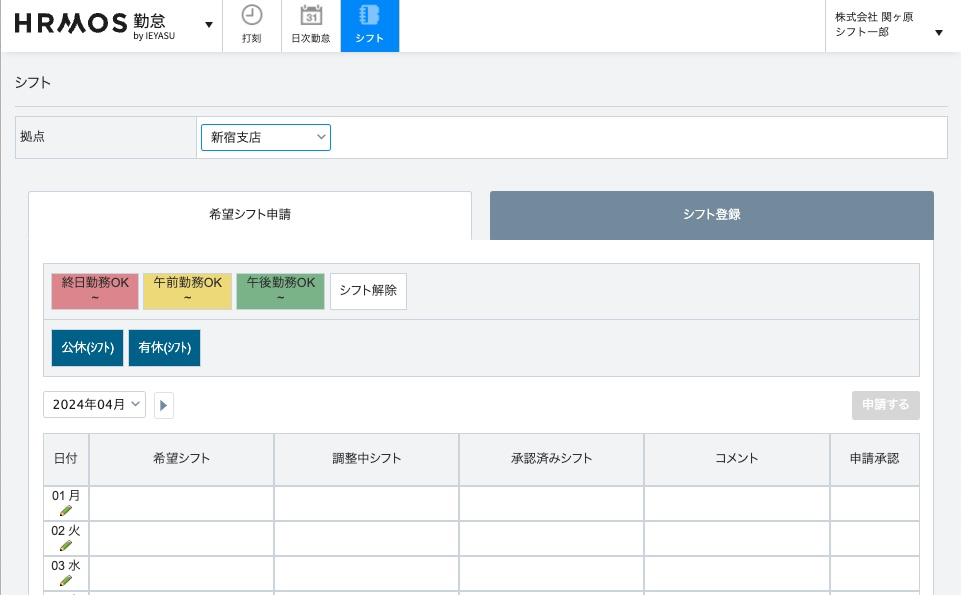 HRMOS 勤怠
by IEYASU
打刻
31
日次勤怠
シフト
株式会社 関ヶ原
シフト一郎
シフト
拠点
新宿支店
希望シフト申請
シフト登録
終日勤務OK
~
午前勤務OK
~
午後勤務OK
~
シフト解除
公休(ｼﾌﾄ)
有休(ｼﾌﾄ)
2024年04月
申請する
日付
希望シフト
調整中シフト
承認済みシフト
コメント
申請承認
01 月
02 火
03 水